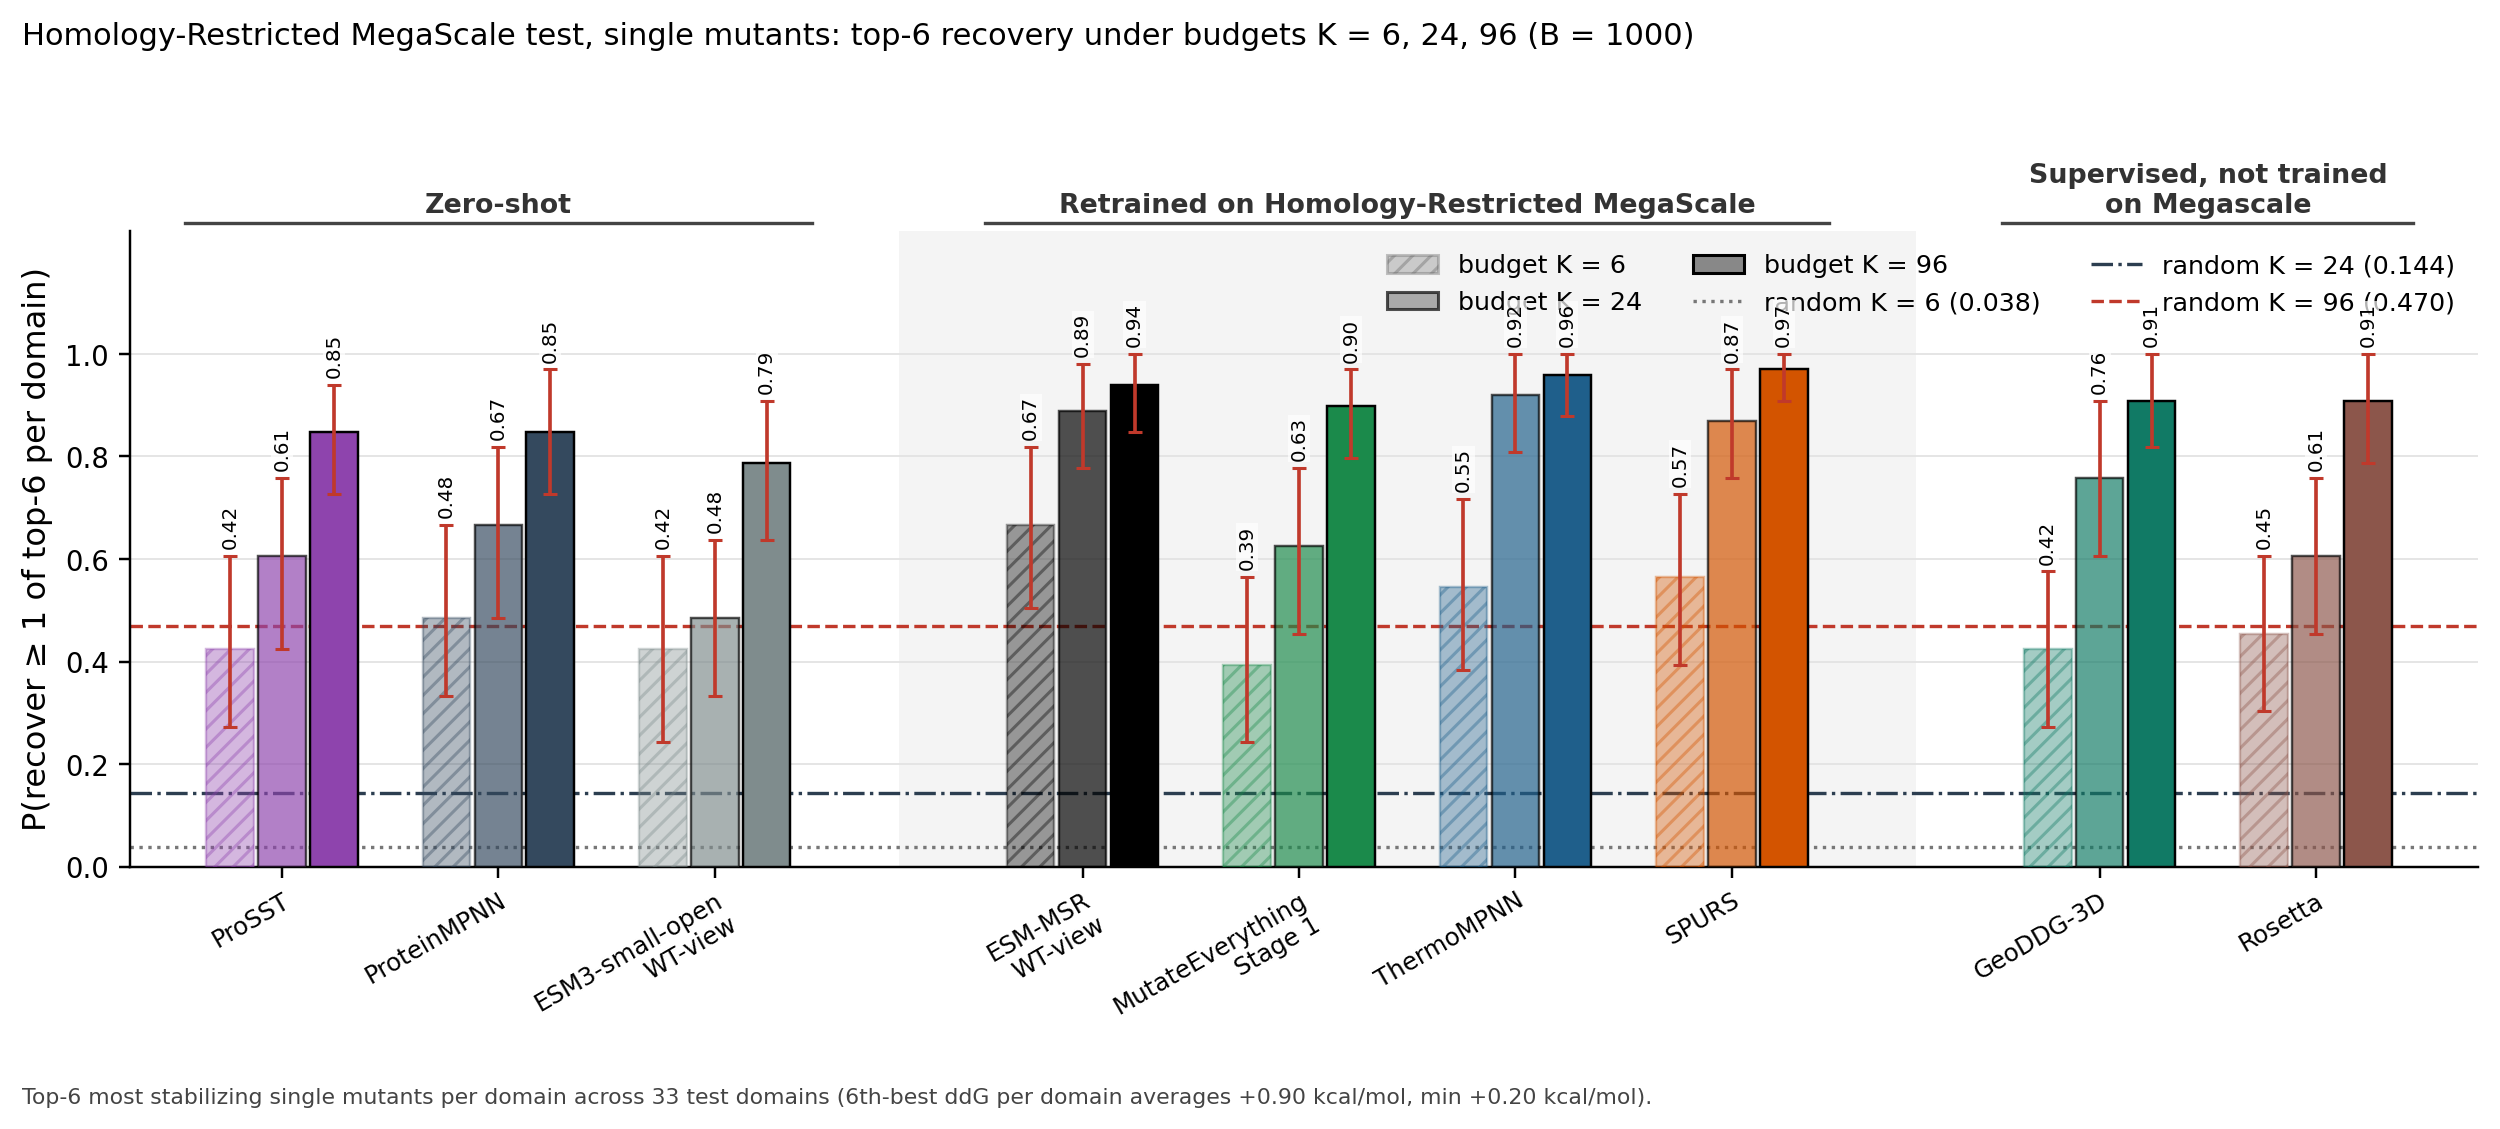 Homology-Restricted MegaScale test, single mutants: top-6 recovery under budgets K = 6, 24, 96 (B = 1000)
Zero-shot
Retrained on Homology-Restricted MegaScale
Supervised, not trained
on Megascale
budget K = 6
budget K = 24
budget K = 96
random K = 6 (0.038)
random K = 24 (0.144)
random K = 96 (0.470)
P(recover ≥ 1 of top-6 per domain)
1.0
0.8
0.6
0.4
0.2
0.0
0.42
0.61
0.85
0.48
0.67
0.85
0.42
0.48
0.79
0.67
0.89
0.94
0.39
0.63
0.90
0.55
0.92
0.96
0.57
0.87
0.97
0.42
0.76
0.91
0.45
0.61
0.91
ProSST
ProteinMPNN
ESM3-small-open
WT-view
ESM-MSR
WT-view
MutateEverything
Stage 1
ThermoMPNN
SPURS
GeoDDG-3D
Rosetta
Top-6 most stabilizing single mutants per domain across 33 test domains (6th-best ddG per domain averages +0.90 kcal/mol, min +0.20 kcal/mol).